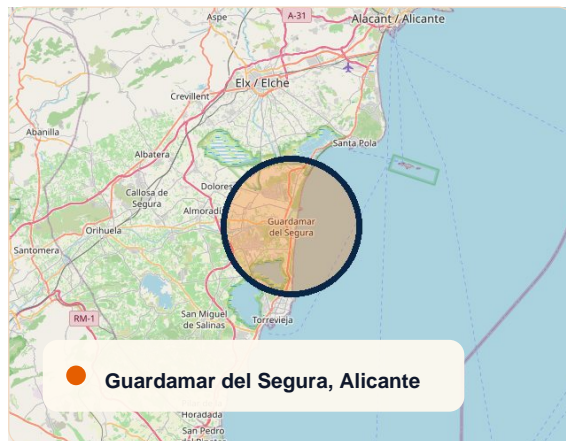 Aspe
A-31
Alacant / Alicante
Elx / Elche
Crevillent
Abanilla
Santa Pola
Albatera
Dolores
Callosa de
Segura
Almoradí
Guardamar
del Segura
Orihuela
Santomera
San Miguel
de Salinas
RM-1
Torrevieja
Guardamar del Segura, Alicante
Horadada
San Pedro